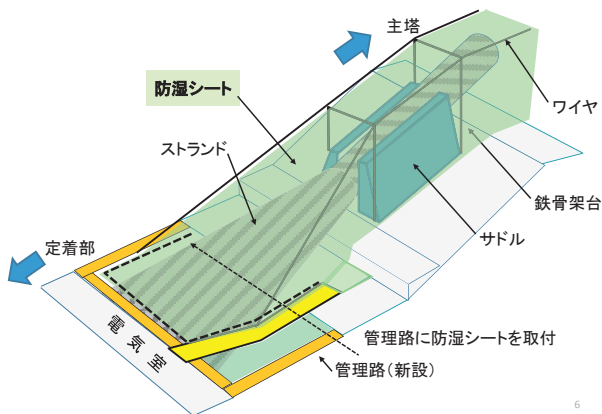 主塔
防湿シート
ワイヤ
ストランド
鉄骨架台
サドル
定着部
電気室
管理路に防湿シートを取付
管理路(新設)
6